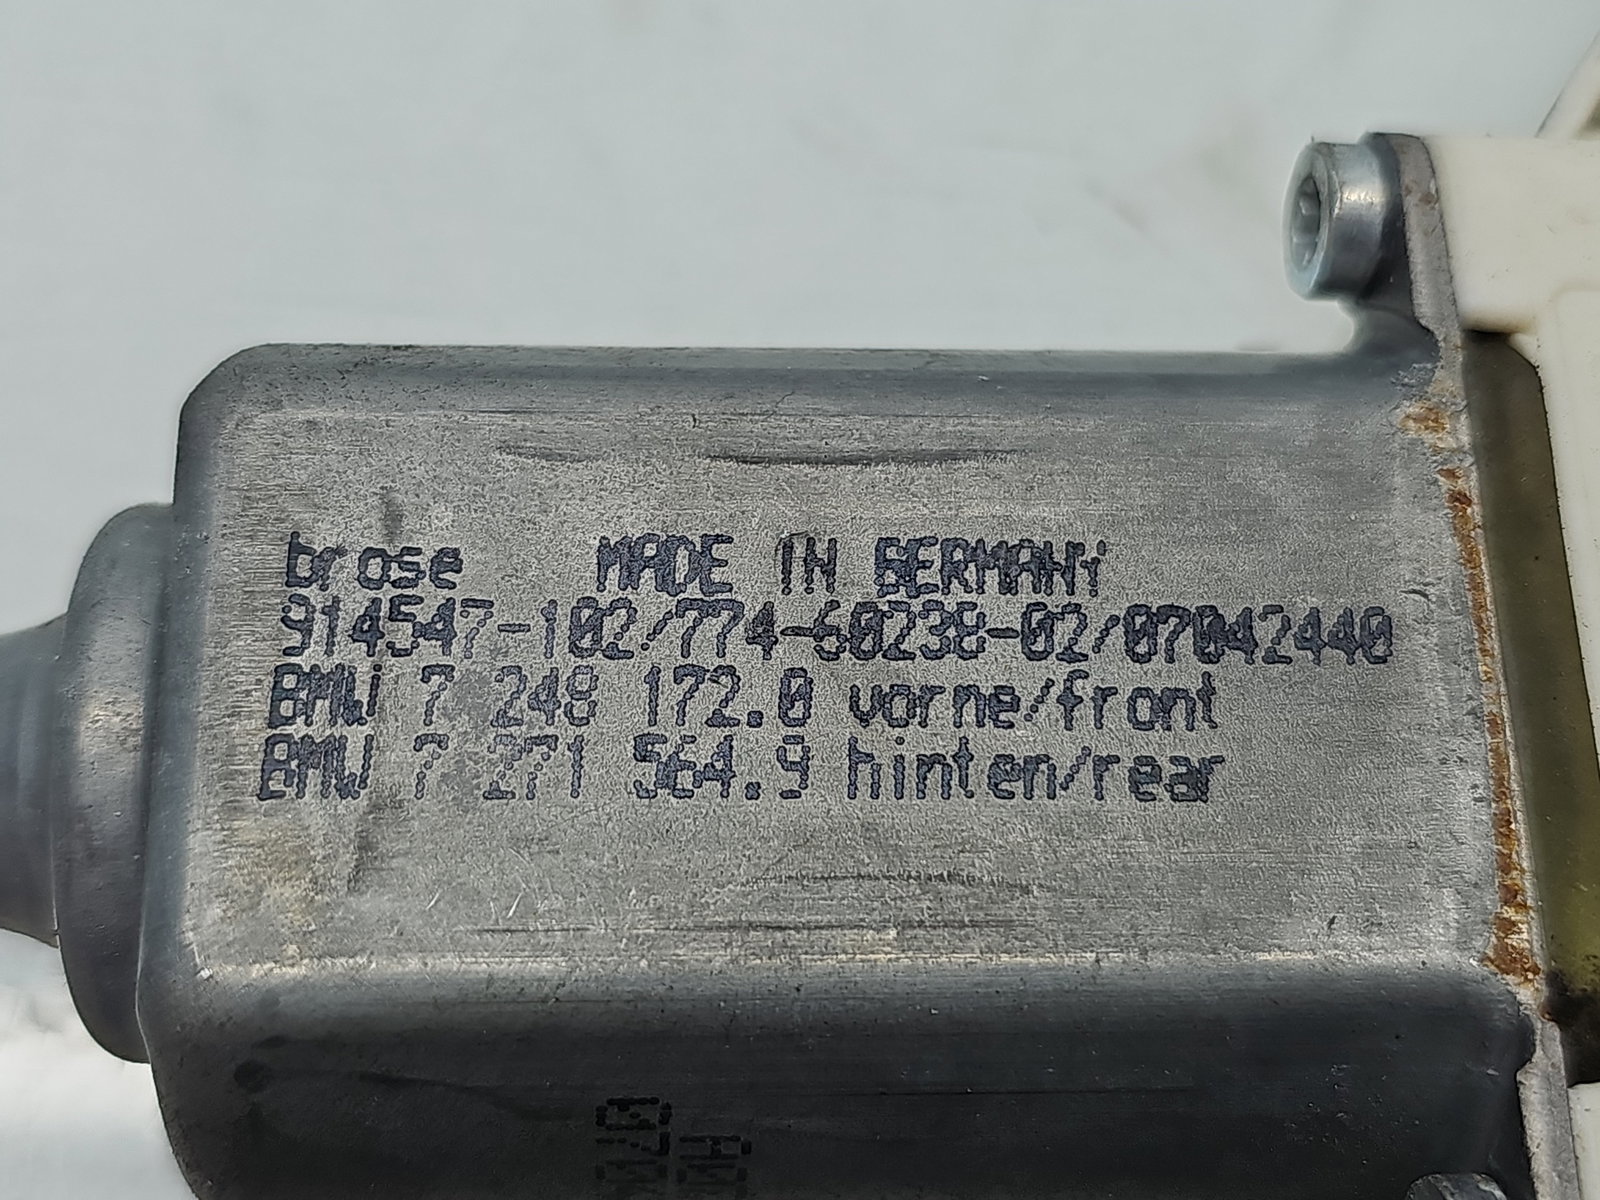 brose MADE IN GERMANY
914547-102/774-60238-02/07042440
BMW 7 248 172.0 vorne/front
BMW 7 271 564.9 hinten/rear